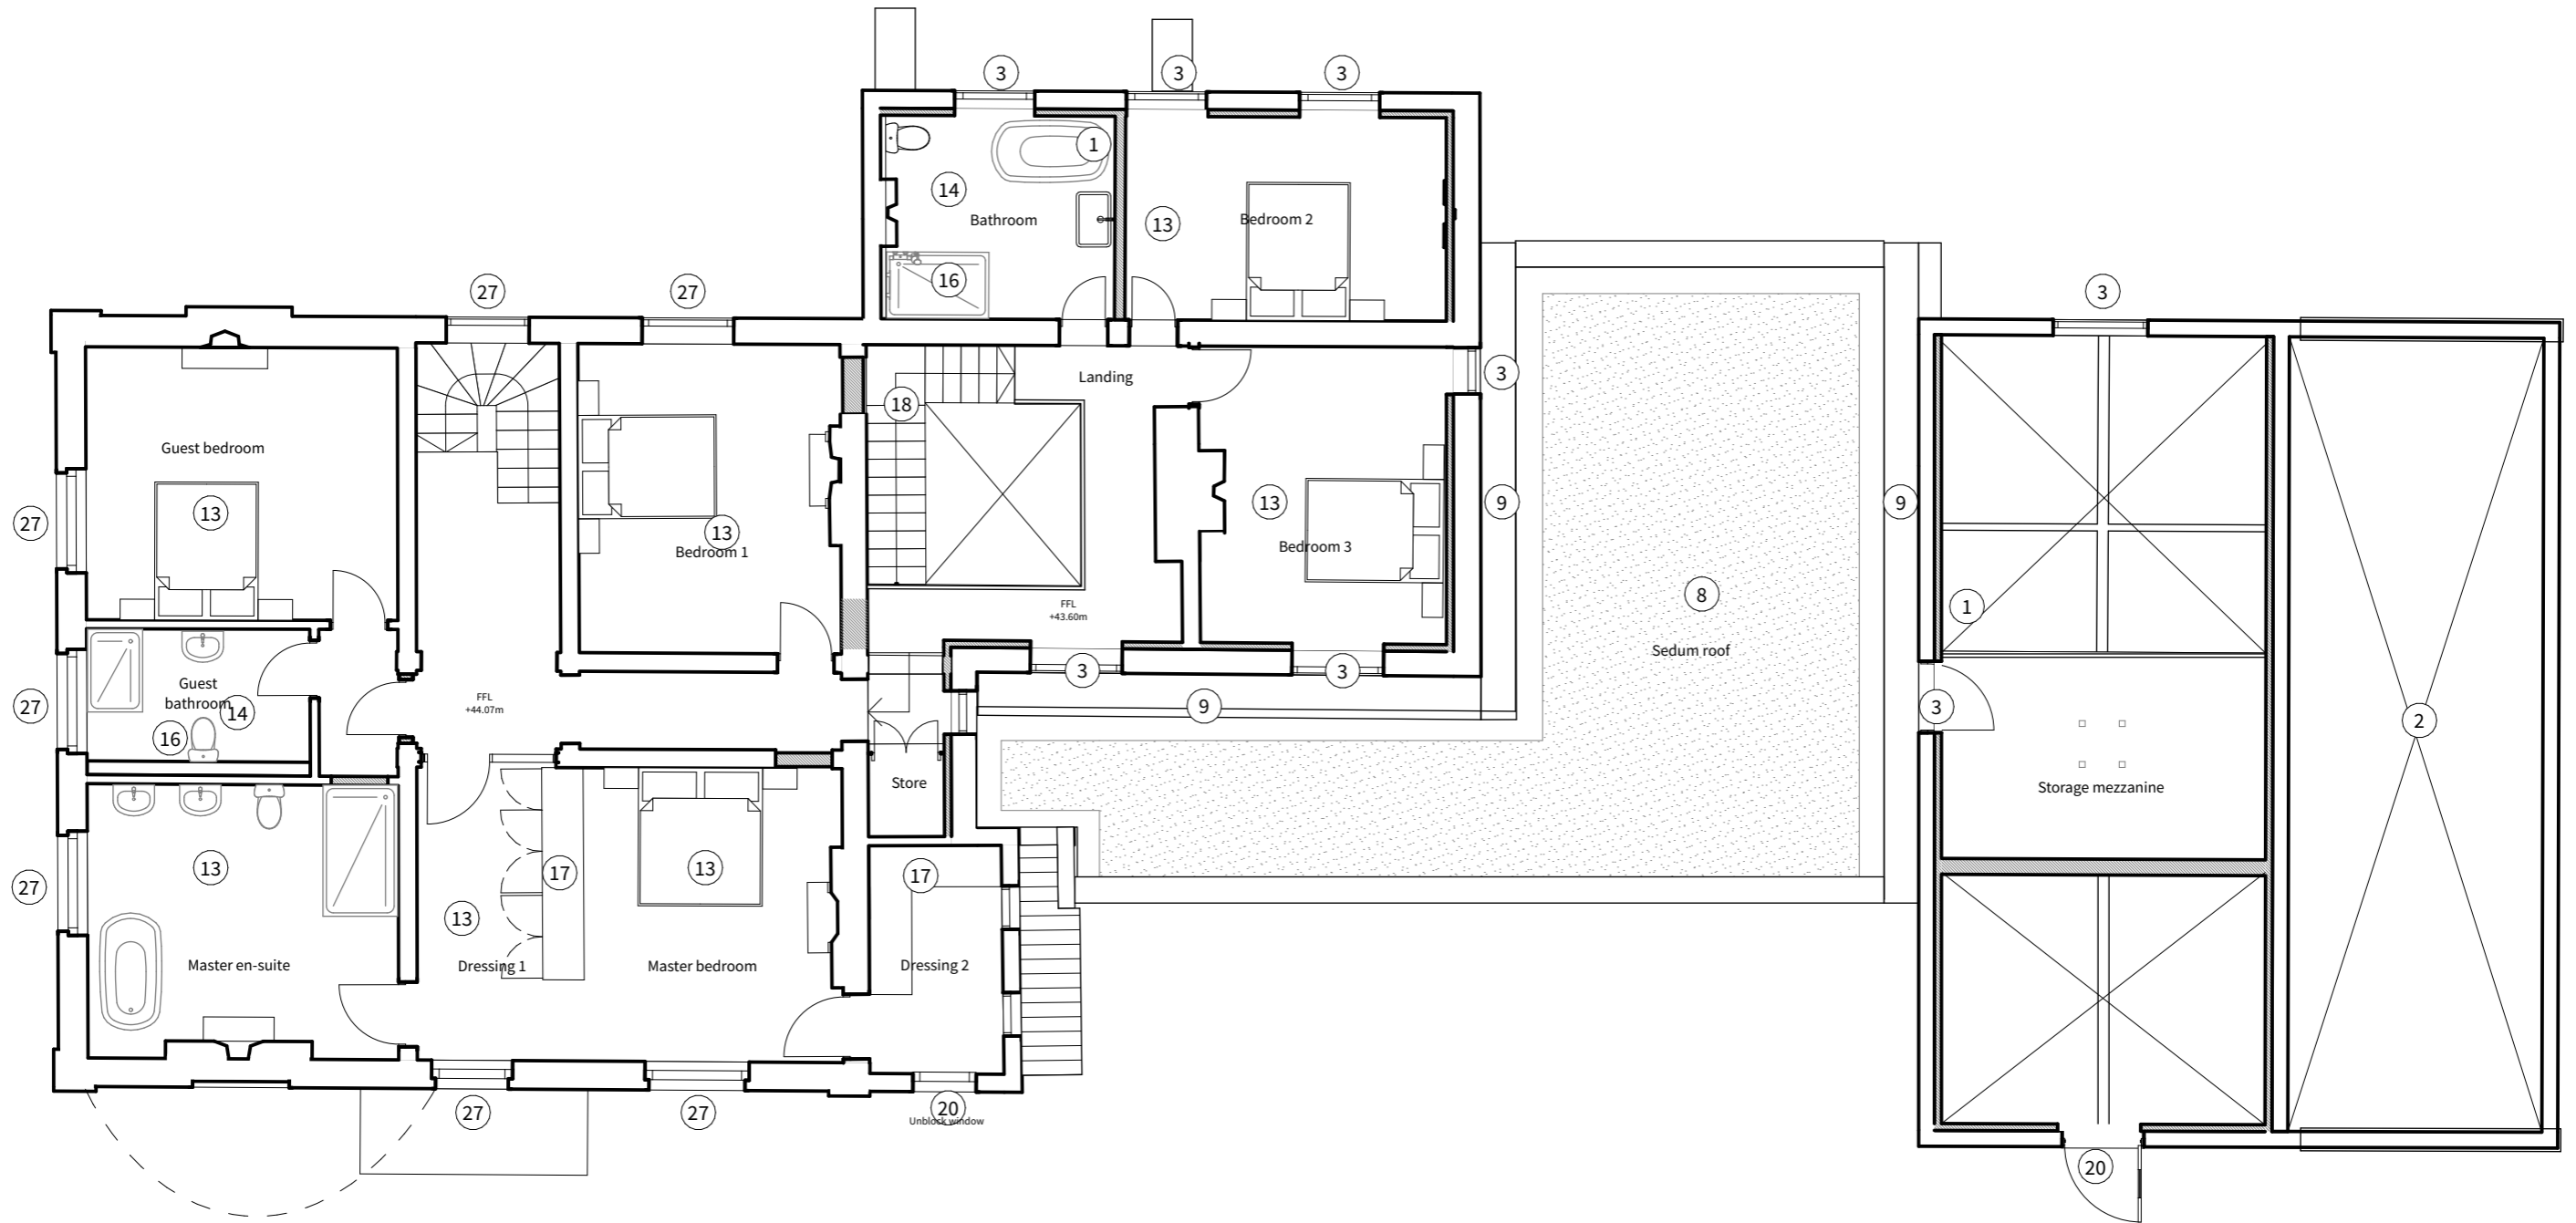 3
3
3
1
14
Bathroom
13
Bedroom 2
16
27
27
3
Landing
3
18
Guest bedroom
27
13
13
Bedroom 1
13
Bedroom 3
9
9
FFL
+43.60m
8
Sedum roof
1
3
3
Guest
bathroom
14
16
27
FFL
+44.07m
9
3
2
Store
Storage mezzanine
27
13
17
13
17
13
Master en-suite
Dressing 1
Master bedroom
Dressing 2
27
27
20
Unblock window
20